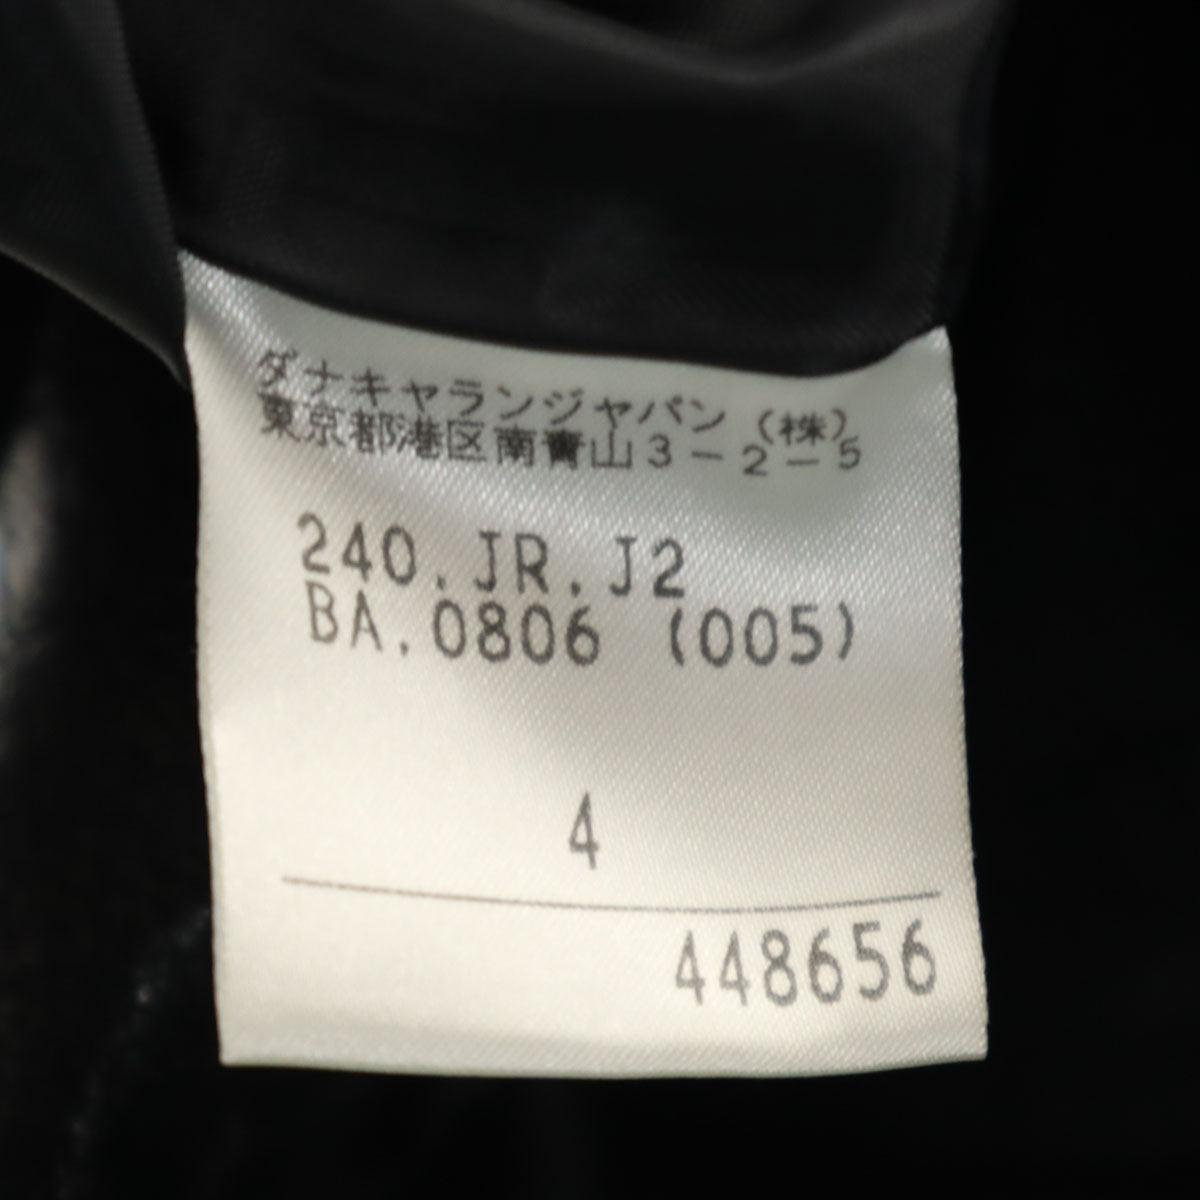 ダナキャランジャパン(株)
東京都港区南青山3-2-5
240.JR.J2
BA.0806 (005)
4
448656